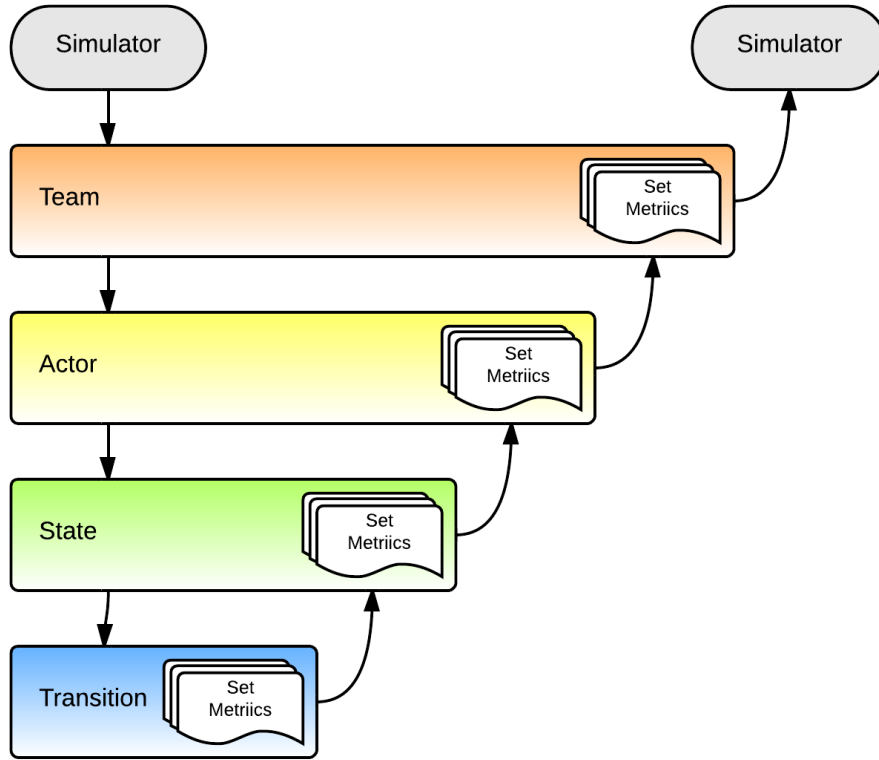 Simulator
Simulator
Team
Set
Metriics
Actor
Set
Metriics
State
Set
Metriics
Transition
Set
Metriics